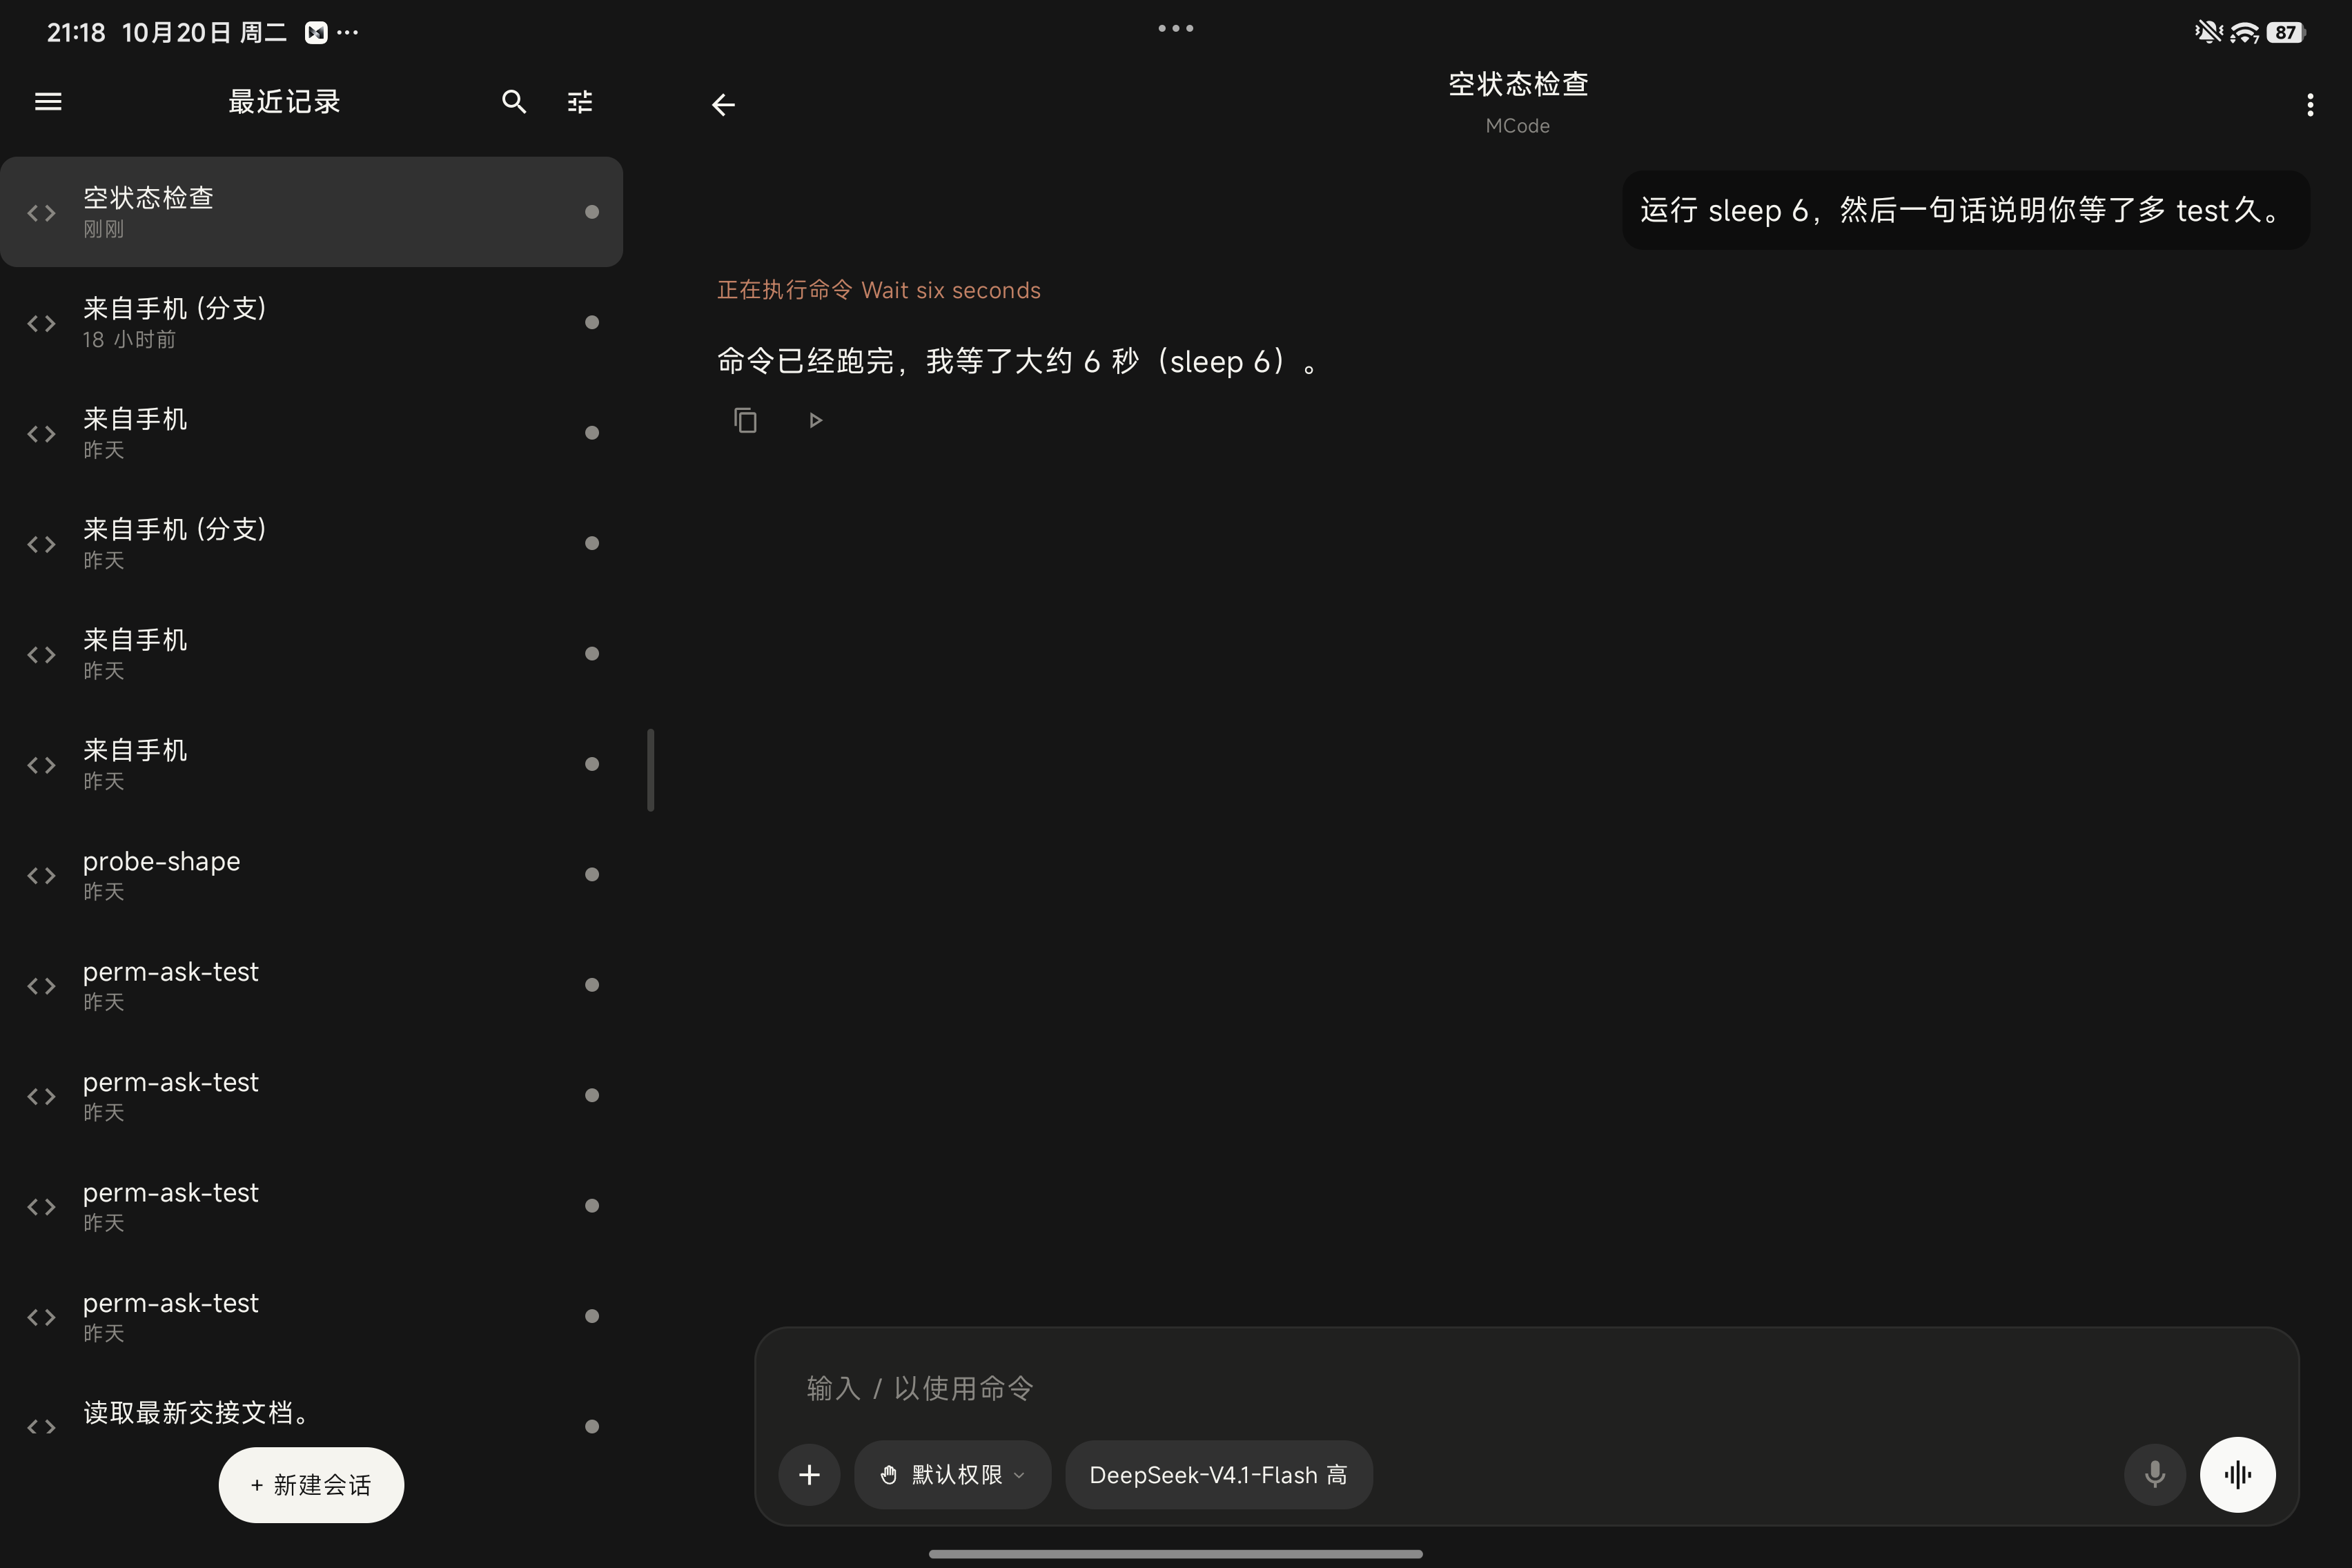 21:18 10月20日 周二
87
最近记录
空状态检查
刚刚
来自手机 (分支)
18 小时前
来自手机
昨天
来自手机 (分支)
昨天
来自手机
昨天
来自手机
昨天
probe-shape
昨天
perm-ask-test
昨天
perm-ask-test
昨天
perm-ask-test
昨天
perm-ask-test
昨天
读取最新交接文档。
+ 新建会话
空状态检查
MCode
运行 sleep 6，然后一句话说明你等了多 test久。
正在执行命令 Wait six seconds
命令已经跑完，我等了大约 6 秒（sleep 6）。
输入 / 以使用命令
默认权限
DeepSeek-V4.1-Flash 高